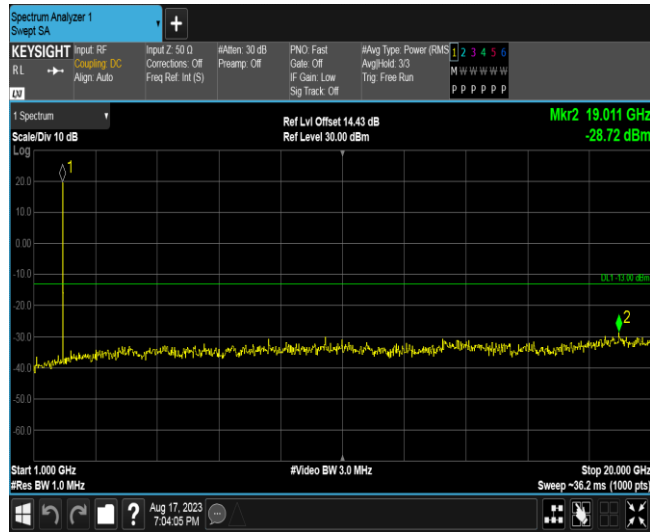 Spectrum Analyzer 1
Swept SA
+
KEYSIGHT Input: RF Input Z: 50 Ω #Atten: 30 dB PNO: Fast #Avg Type: Power (RMS 1 2 3 4 5 6
RL Coupling: DC Corrections: Off Preamp: Off Gate: Off Avg|Hold: 3/3 M W W W W W
Align: Auto Freq Ref: Int (S) IF Gain: Low Trig: Free Run
LXI Sig Track: Off P P P P P P
1 Spectrum Ref Lvl Offset 14.43 dB Mkr2 19.011 GHz
Scale/Div 10 dB Ref Level 30.00 dBm -28.72 dBm
Log
1
20.0
10.0
0.00
-10.0
DL1 -13.00 dBm
-20.0
2
-30.0
-40.0
-50.0
-60.0
Start 1.000 GHz #Video BW 3.0 MHz Stop 20.000 GHz
#Res BW 1.0 MHz Sweep ~36.2 ms (1000 pts)
? Aug 17, 2023
7:04:05 PM